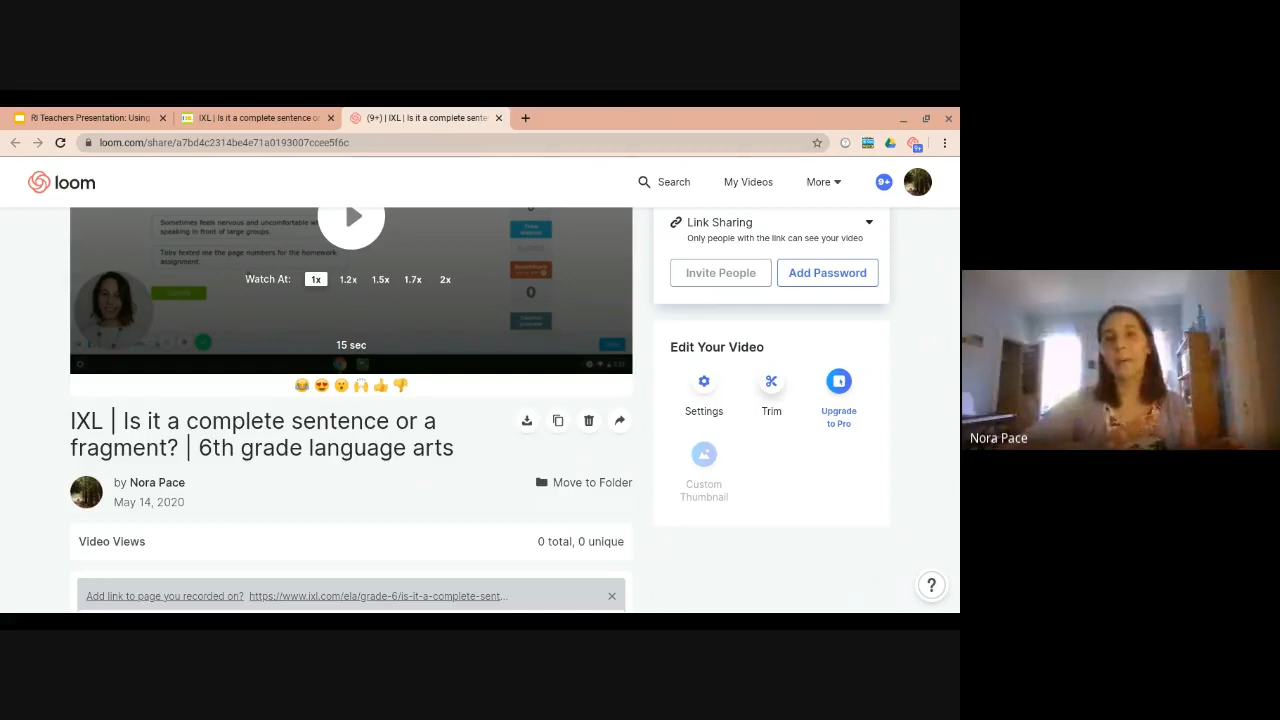 RI Teachers Presentation: Using
IXL | Is it a complete sentence or
(9+) | IXL | Is it a complete sente
loom.com/share/a7bd4c2314be4e71a0193007ccee5f6c
9+
loom
Search
My Videos
More
9+
Sometimes feels nervous and uncomfortable
speaking in front of large groups.
Toby texted me the page numbers for the homework
assignment.
Watch At:
1x
1.2x
1.5x
1.7x
2x
0
15 sec
Link Sharing
Only people with the link can see your video
Invite People
Add Password
Edit Your Video
Settings
Trim
Upgrade
to Pro
Custom
Thumbnail
IXL | Is it a complete sentence or a
fragment? | 6th grade language arts
by Nora Pace
May 14, 2020
Move to Folder
Video Views
0 total, 0 unique
Add link to page you recorded on? https://www.ixl.com/ela/grade-6/is-it-a-complete-sent...
?
Nora Pace